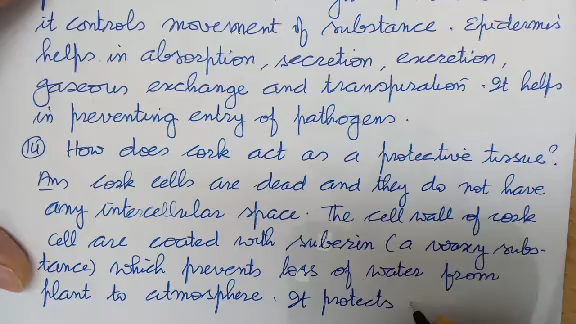 it controls movement of substance. Epidermis
helps in absorption, secretion, excretion,
gaseous exchange and transpiration. It helps
in preventing entry of pathogens.
(14) How does cork act as a protective tissue?
Ans Cork cells are dead and they do not have
any intercellular space. The cell wall of cork
cell are coated with suberin (a waxy subs-
tance) which prevents loss of water from
plant to atmosphere. It protects